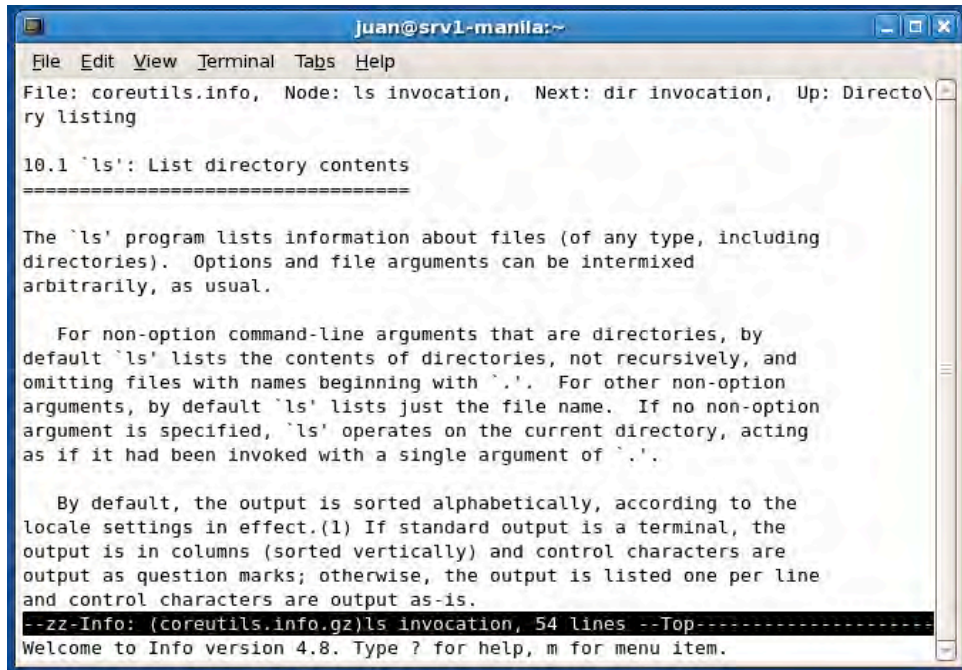 juan@srv1-manila:~
File Edit View Terminal Tabs Help
File: coreutils.info,  Node: ls invocation,  Next: dir invocation,  Up: Directo\
ry listing
10.1 `ls': List directory contents
==================================
The `ls' program lists information about files (of any type, including
directories).  Options and file arguments can be intermixed
arbitrarily, as usual.
   For non-option command-line arguments that are directories, by
default `ls' lists the contents of directories, not recursively, and
omitting files with names beginning with `.'.  For other non-option
arguments, by default `ls' lists just the file name.  If no non-option
argument is specified, `ls' operates on the current directory, acting
as if it had been invoked with a single argument of `.'.
   By default, the output is sorted alphabetically, according to the
locale settings in effect.(1) If standard output is a terminal, the
output is in columns (sorted vertically) and control characters are
output as question marks; otherwise, the output is listed one per line
and control characters are output as-is.
--zz-Info: (coreutils.info.gz)ls invocation, 54 lines --Top---------------------
Welcome to Info version 4.8. Type ? for help, m for menu item.